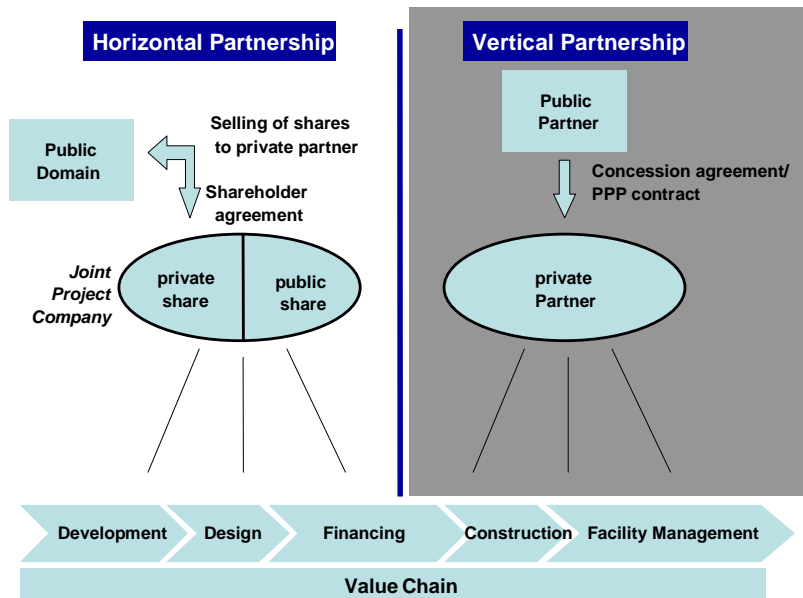 Horizontal Partnership
Public
Domain
Selling of shares
to private partner
Shareholder
agreement
Joint
Project
Company
private
share
public
share
Vertical Partnership
Public
Partner
Concession agreement/
PPP contract
private
Partner
Development
Design
Financing
Construction
Facility Management
Value Chain